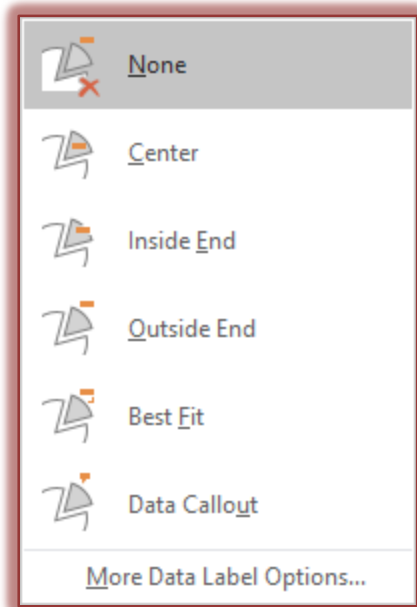 None
Center
Inside End
Outside End
Best Fit
Data Callout
More Data Label Options...